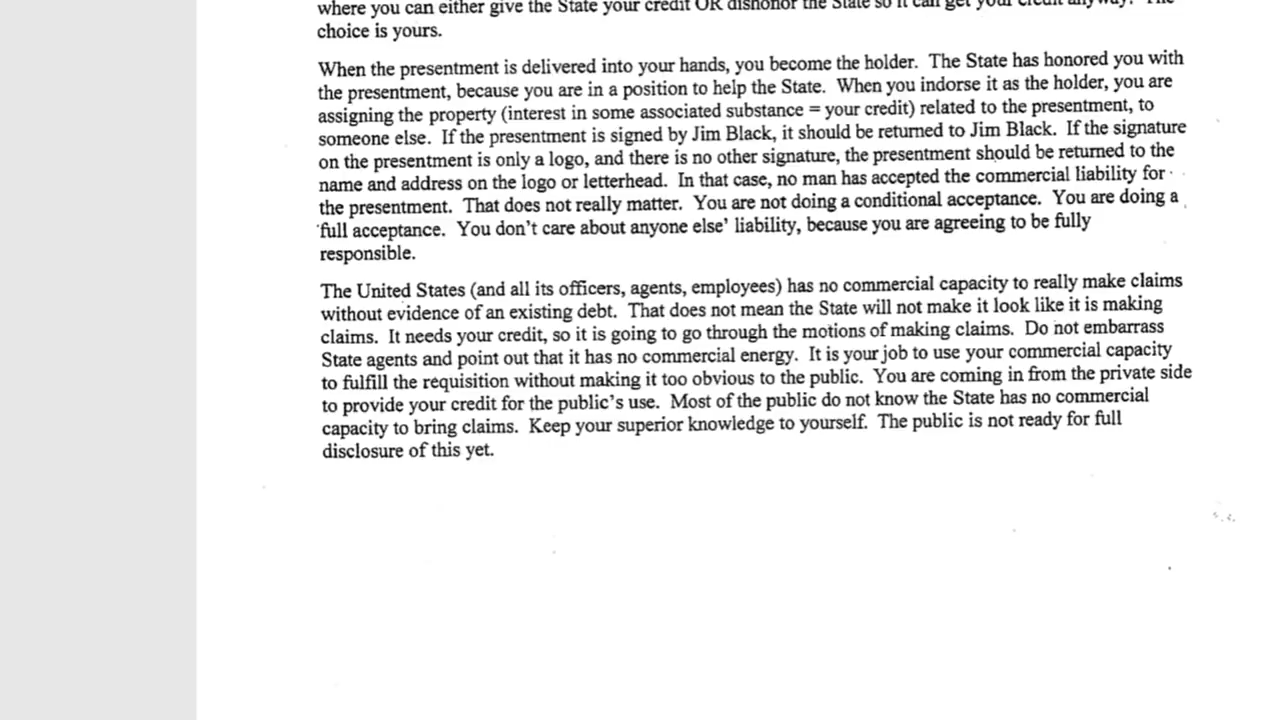 where you can either give the State your credit OR dishonor the State so it can get your credit anyway! The
choice is yours.
When the presentment is delivered into your hands, you become the holder. The State has honored you with
the presentment, because you are in a position to help the State. When you indorse it as the holder, you are
assigning the property (interest in some associated substance = your credit) related to the presentment, to
someone else. If the presentment is signed by Jim Black, it should be returned to Jim Black. If the signature
on the presentment is only a logo, and there is no other signature, the presentment should be returned to the
name and address on the logo or letterhead. In that case, no man has accepted the commercial liability for
the presentment. That does not really matter. You are not doing a conditional acceptance. You are doing a
full acceptance. You don't care about anyone else' liability, because you are agreeing to be fully
responsible.
The United States (and all its officers, agents, employees) has no commercial capacity to really make claims
without evidence of an existing debt. That does not mean the State will not make it look like it is making
claims. It needs your credit, so it is going to go through the motions of making claims. Do not embarrass
State agents and point out that it has no commercial energy. It is your job to use your commercial capacity
to fulfill the requisition without making it too obvious to the public. You are coming in from the private side
to provide your credit for the public's use. Most of the public do not know the State has no commercial
capacity to bring claims. Keep your superior knowledge to yourself. The public is not ready for full
disclosure of this yet.